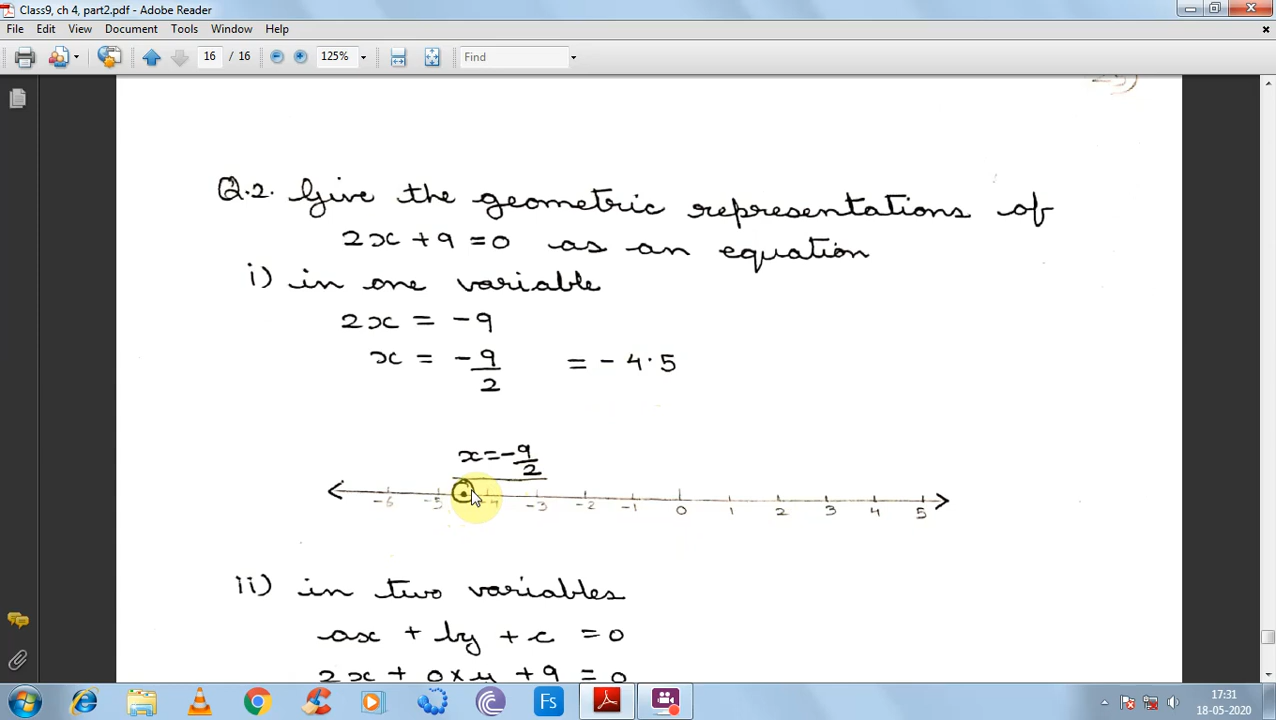 Class9, ch 4, part2.pdf - Adobe Reader
File Edit View Document Tools Window Help
16 / 16 125% Find
Q.2. Give the geometric representations of
2x + 9 = 0 as an equation
i) in one variable
2x = -9
x = -9/2 = -4.5
x = -9/2
-6 -5 -4 -3 -2 -1 0 1 2 3 4 5
ii) in two variables
ax + by + c = 0
2x + 0xy + 9 = 0
Fs
17:31
18-05-2020